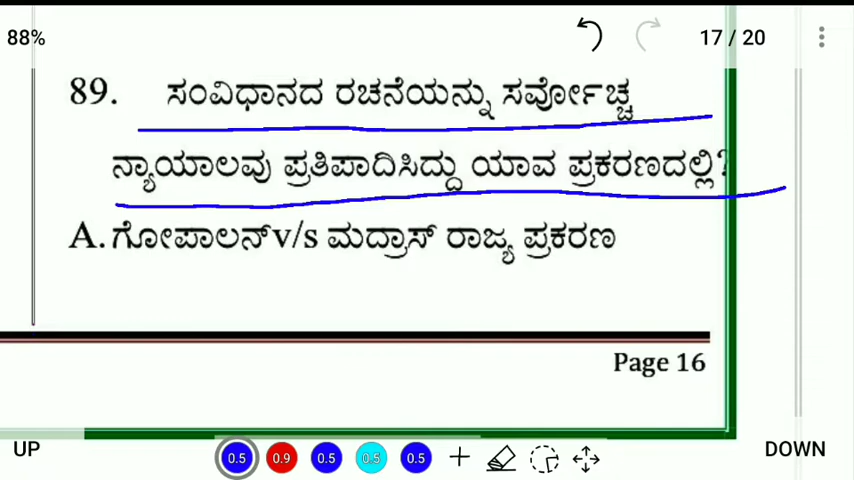 88%
17 / 20
89. ಸಂವಿಧಾನದ ರಚನೆಯನ್ನು ಸರ್ವೋಚ್ಚ
ನ್ಯಾಯಾಲವು ಪ್ರತಿಪಾದಿಸಿದ್ದು ಯಾವ ಪ್ರಕರಣದಲ್ಲಿ?
A. ಗೋಪಾಲನ್ v/s ಮದ್ರಾಸ್ ರಾಜ್ಯ ಪ್ರಕರಣ
Page 16
UP
0.5 0.9 0.5 0.5 0.5
DOWN